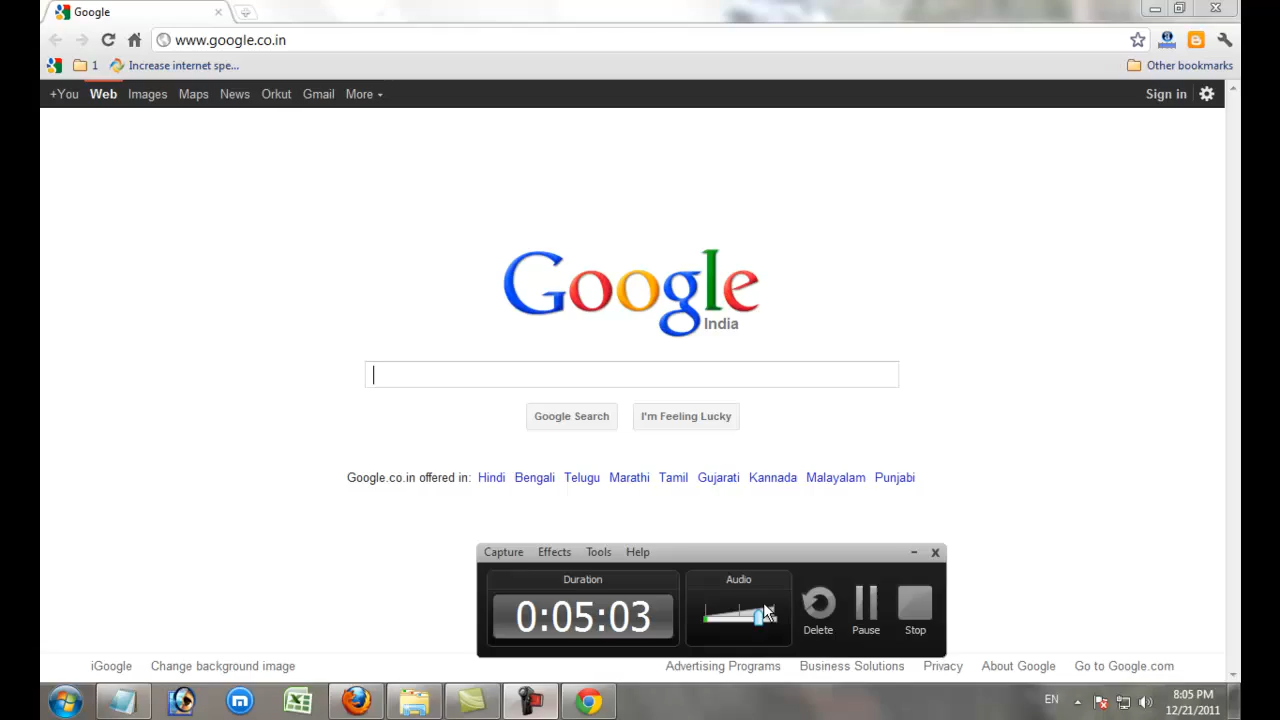 Google
www.google.co.in
1 Increase internet spe... Other bookmarks
+You Web Images Maps News Orkut Gmail More Sign in
Google
India
Google Search I'm Feeling Lucky
Google.co.in offered in: Hindi Bengali Telugu Marathi Tamil Gujarati Kannada Malayalam Punjabi
Capture Effects Tools Help
Duration Audio
0:05:03
Delete Pause Stop
iGoogle Change background image Advertising Programs Business Solutions Privacy About Google Go to Google.com
EN 8:05 PM
12/21/2011